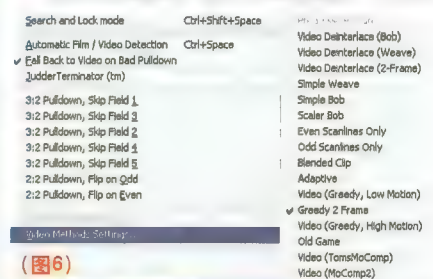 Search and Lock mode Ctrl+Shift+Space
Automatic Film / Video Detection Ctrl+Space
Fall Back to Video on Bad Pulldown
JudderTerminator (tm)
3:2 Pulldown, Skip Field 1
3:2 Pulldown, Skip Field 2
3:2 Pulldown, Skip Field 3
3:2 Pulldown, Skip Field 4
3:2 Pulldown, Skip Field 5
2:2 Pulldown, Flip on Odd
2:2 Pulldown, Flip on Even
Video Methods Settings...
(图6)
Video Deinterlace (Bob)
Video Deinterlace (Weave)
Video Deinterlace (2-Frame)
Simple Weave
Simple Bob
Scaler Bob
Even Scanlines Only
Odd Scanlines Only
Blended Clip
Adaptive
Video (Greedy, Low Motion)
Greedy 2 Frame
Video (Greedy, High Motion)
Old Game
Video (TomsMoComp)
Video (MoComp2)